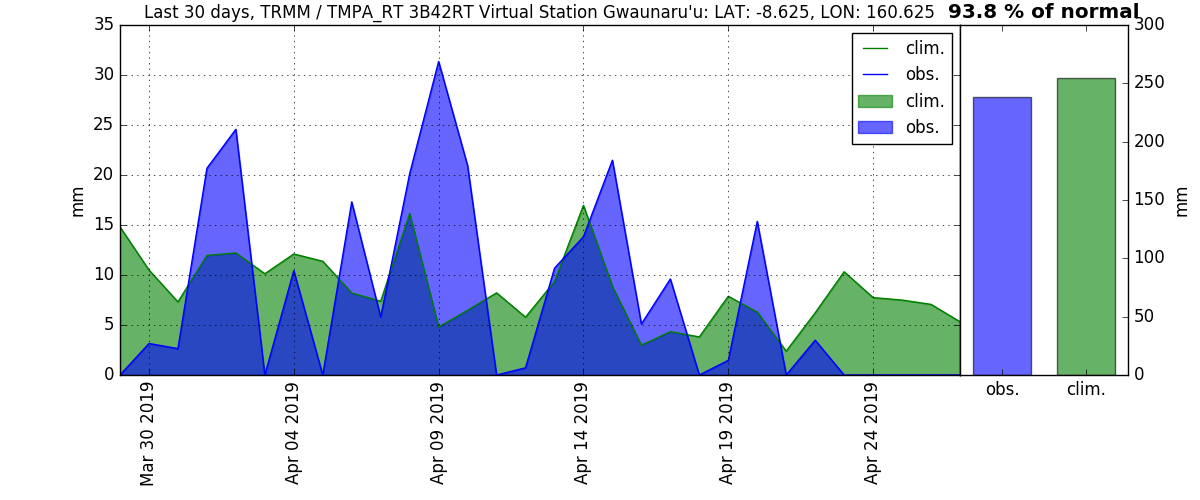 Last 30 days, TRMM / TMPA_RT 3B42RT Virtual Station Gwaunaru'u: LAT: -8.625, LON: 160.625 93.8 % of normal
35
30
25
20
15
10
5
0
mm
clim.
obs.
clim.
obs.
Mar 30 2019
Apr 04 2019
Apr 09 2019
Apr 14 2019
Apr 19 2019
Apr 24 2019
300
250
200
150
100
50
0
mm
obs. clim.